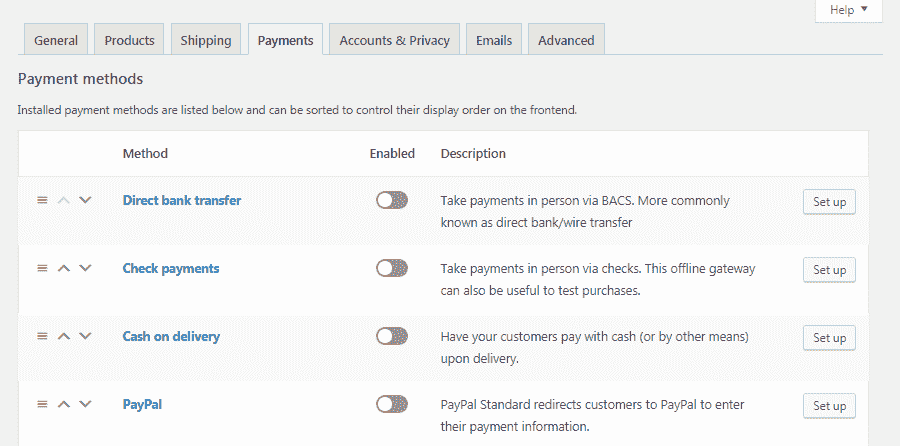 Help
General Products Shipping Payments Accounts & Privacy Emails Advanced
Payment methods
Installed payment methods are listed below and can be sorted to control their display order on the frontend.
Method Enabled Description
Direct bank transfer Take payments in person via BACS. More commonly Set up
known as direct bank/wire transfer
Check payments Take payments in person via checks. This offline gateway Set up
can also be useful to test purchases.
Cash on delivery Have your customers pay with cash (or by other means) Set up
upon delivery.
PayPal PayPal Standard redirects customers to PayPal to enter Set up
their payment information.